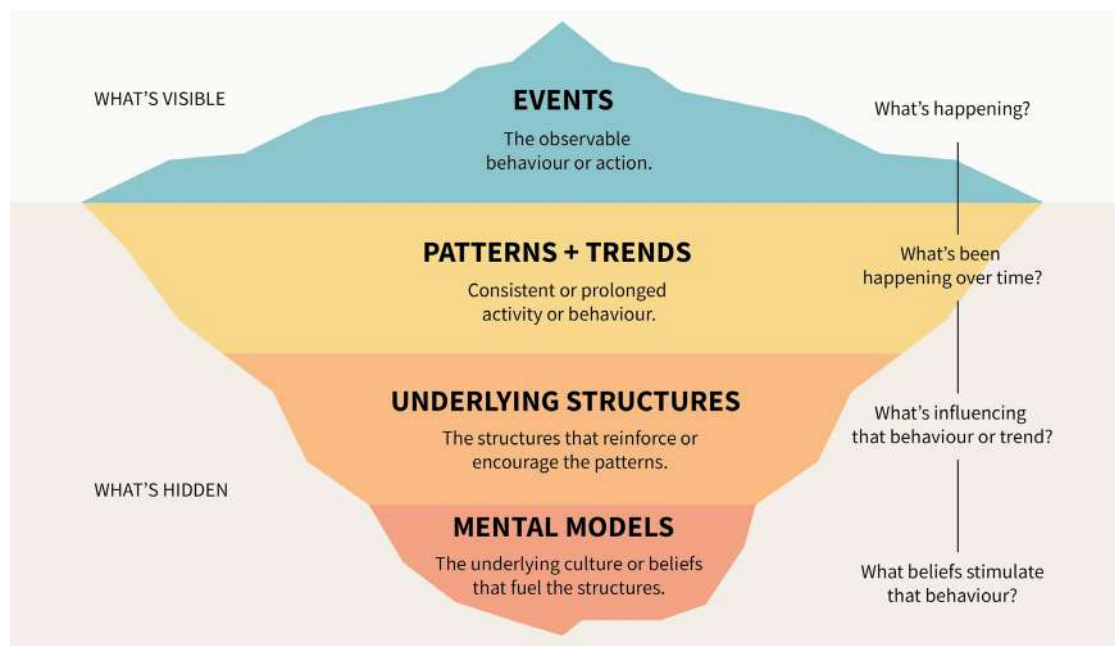 WHAT'S VISIBLE
EVENTS
The observable
behaviour or action.
What's happening?
PATTERNS + TRENDS
Consistent or prolonged
activity or behaviour.
What's been
happening over time?
UNDERLYING STRUCTURES
The structures that reinforce or
encourage the patterns.
What's influencing
that behaviour or trend?
WHAT'S HIDDEN
MENTAL MODELS
The underlying culture or beliefs
that fuel the structures.
What beliefs stimulate
that behaviour?